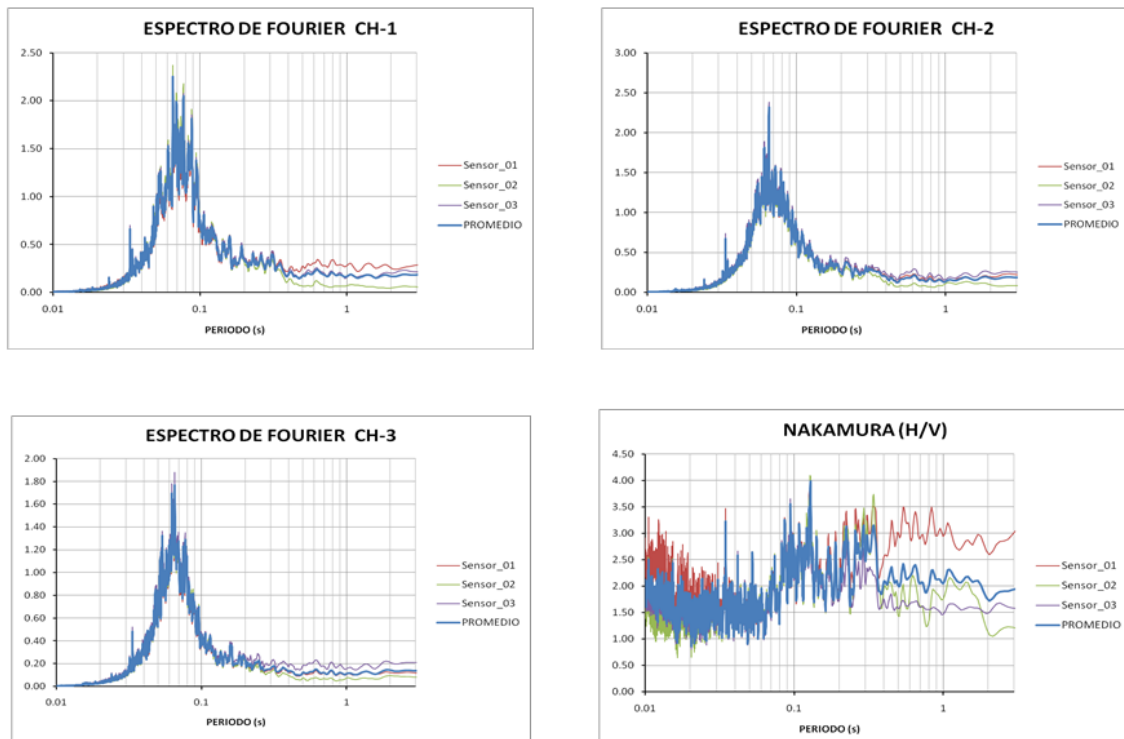 ESPECTRO DE FOURIER CH-1
2.50
2.00
1.50
1.00
0.50
0.00
0.01
0.1
1
PERIODO (s)
Sensor_01
Sensor_02
Sensor_03
PROMEDIO
ESPECTRO DE FOURIER CH-2
3.00
2.50
2.00
1.50
1.00
0.50
0.00
0.01
0.1
1
PERIODO (s)
Sensor_01
Sensor_02
Sensor_03
PROMEDIO
ESPECTRO DE FOURIER CH-3
2.00
1.80
1.60
1.40
1.20
1.00
0.80
0.60
0.40
0.20
0.00
0.01
0.1
1
PERIODO (s)
Sensor_01
Sensor_02
Sensor_03
PROMEDIO
NAKAMURA (H/V)
4.50
4.00
3.50
3.00
2.50
2.00
1.50
1.00
0.50
0.00
0.01
0.1
1
PERIODO (s)
Sensor_01
Sensor_02
Sensor_03
PROMEDIO